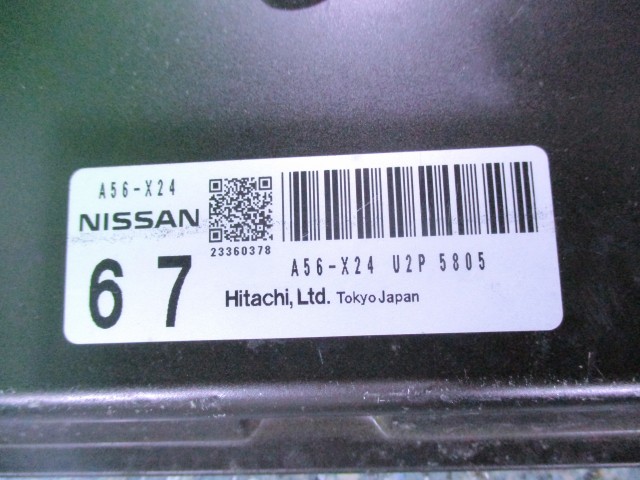 A56-X24
NISSAN
23360378
67
A56-X24 U2P 5805
Hitachi, Ltd. Tokyo Japan